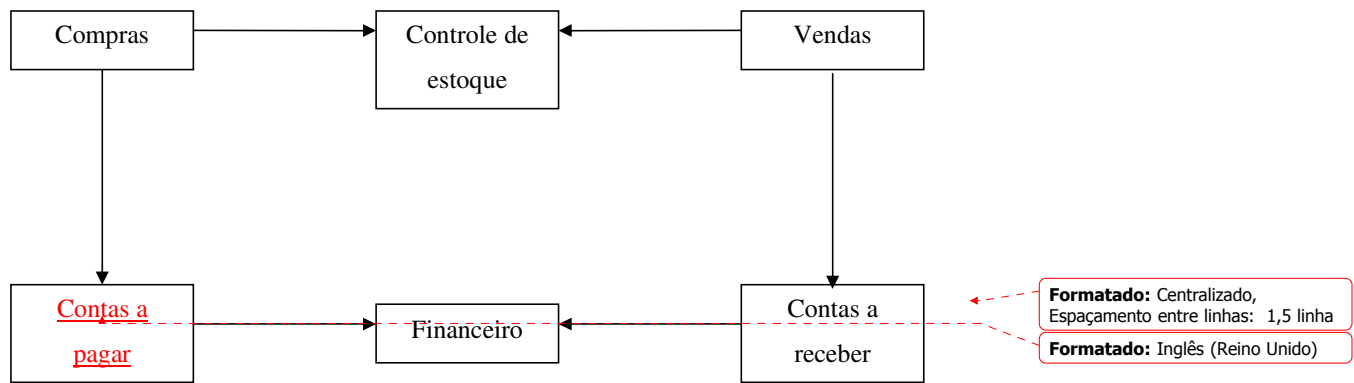 Compras
Controle de
estoque
Vendas
Contas a
pagar
Financeiro
Contas a
receber
Formatado: Centralizado,
Espaçamento entre linhas: 1,5 linha
Formatado: Inglês (Reino Unido)